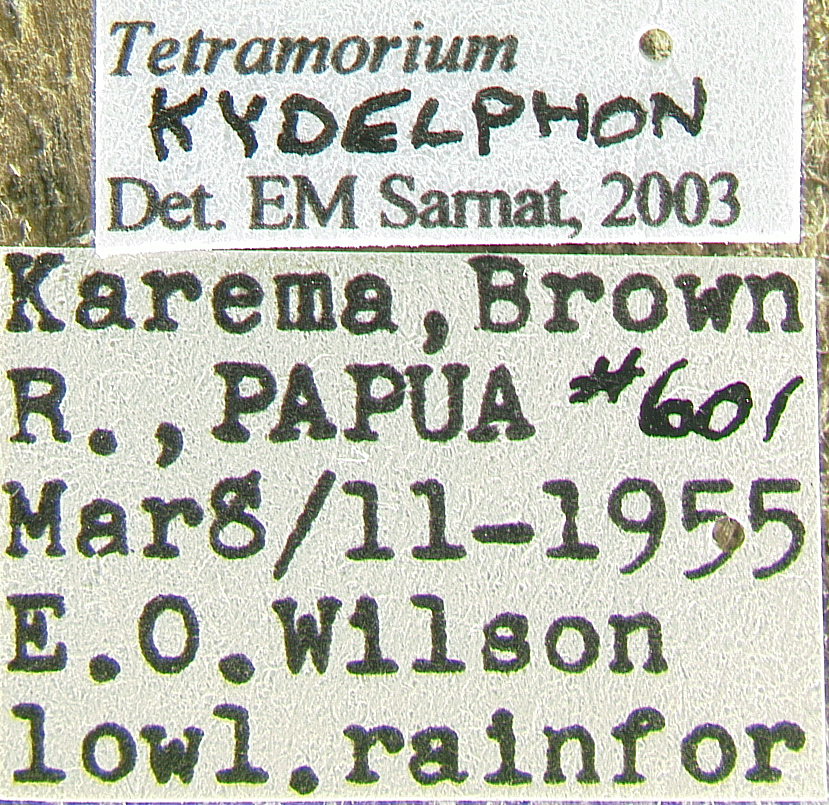 Tetramorium
KYDELPHON
Det. EM Sarnat, 2003
Karema, Brown
R., PAPUA #601
Mar8/11-1955
E.O.Wilson
lowl.rainfor